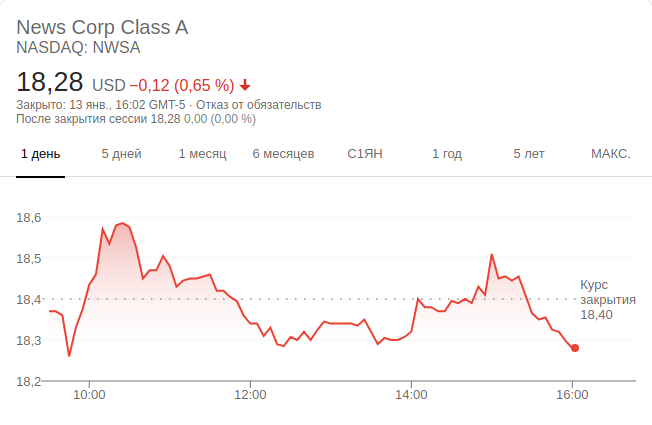 News Corp Class A
NASDAQ: NWSA
18,28 USD −0,12 (0,65 %)
Закрыто: 13 янв., 16:02 GMT-5 · Отказ от обязательств
После закрытия сессии 18,28 0,00 (0,00 %)
1 день 5 дней 1 месяц 6 месяцев С1ЯН 1 год 5 лет МАКС.
18,6
18,5
18,4
18,3
18,2
Курс
закрытия
18,40
10:00 12:00 14:00 16:00